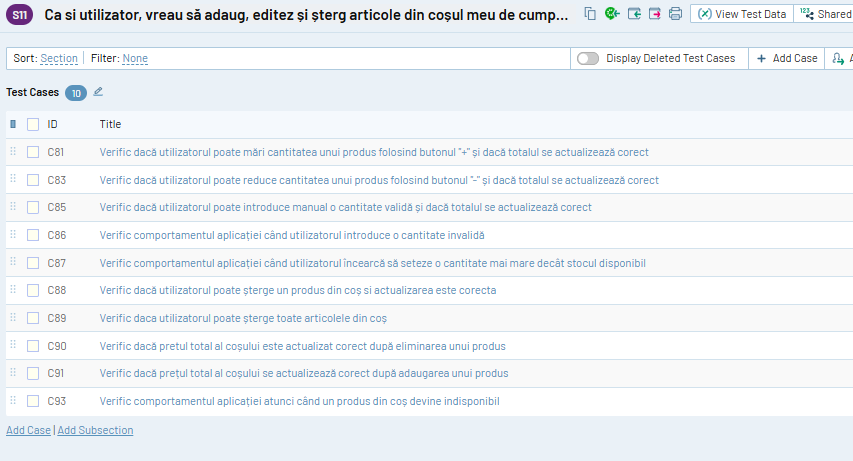 S11 Ca si utilizator, vreau să adaug, editez și șterg articole din coșul meu de cump... View Test Data Shared
Sort: Section Filter: None Display Deleted Test Cases + Add Case
Test Cases 10
ID Title
C81 Verific dacă utilizatorul poate mări cantitatea unui produs folosind butonul "+" și dacă totalul se actualizează corect
C83 Verific dacă utilizatorul poate reduce cantitatea unui produs folosind butonul "-" și dacă totalul se actualizează corect
C85 Verific dacă utilizatorul poate introduce manual o cantitate validă și dacă totalul se actualizează corect
C86 Verific comportamentul aplicației când utilizatorul introduce o cantitate invalidă
C87 Verific comportamentul aplicației când utilizatorul încearcă să seteze o cantitate mai mare decât stocul disponibil
C88 Verific dacă utilizatorul poate șterge un produs din coș si actualizarea este corecta
C89 Verific daca utilizatorul poate șterge toate articolele din coș
C90 Verific dacă pretul total al coșului este actualizat corect după eliminarea unui produs
C91 Verific dacă prețul total al coșului se actualizează corect după adaugarea unui produs
C93 Verific comportamentul aplicației atunci când un produs din coș devine indisponibil
Add Case | Add Subsection